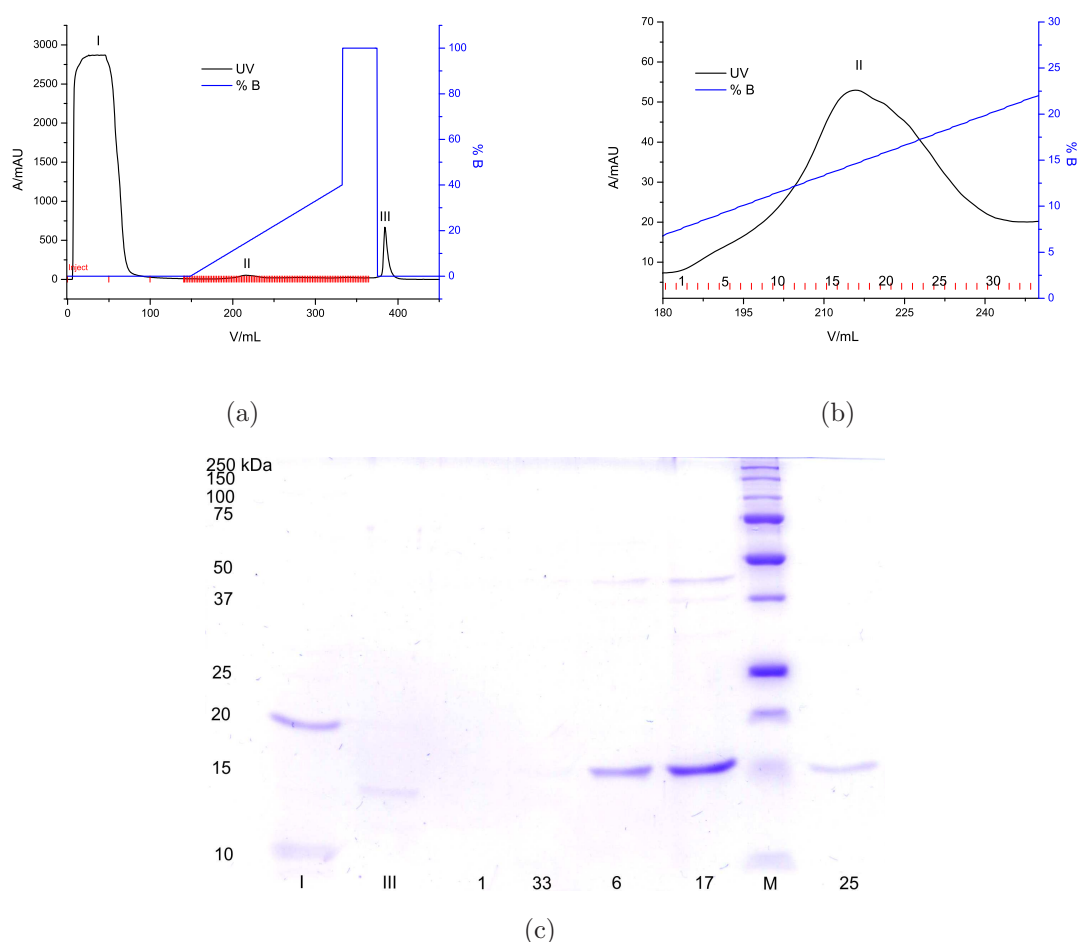 I
II
III
UV
% B
Inject
3000
2500
2000
1500
1000
500
0
A/mAU
100
80
60
40
20
0
% B
0 100 200 300 400
V/mL
(a)
II
UV
% B
70
60
50
40
30
20
10
A/mAU
30
25
20
15
10
5
0
% B
1 5 10 15 20 25 30
180 195 210 225 240
V/mL
(b)
250 kDa
150
100
75
50
37
25
20
15
10
I III 1 33 6 17 M 25
(c)